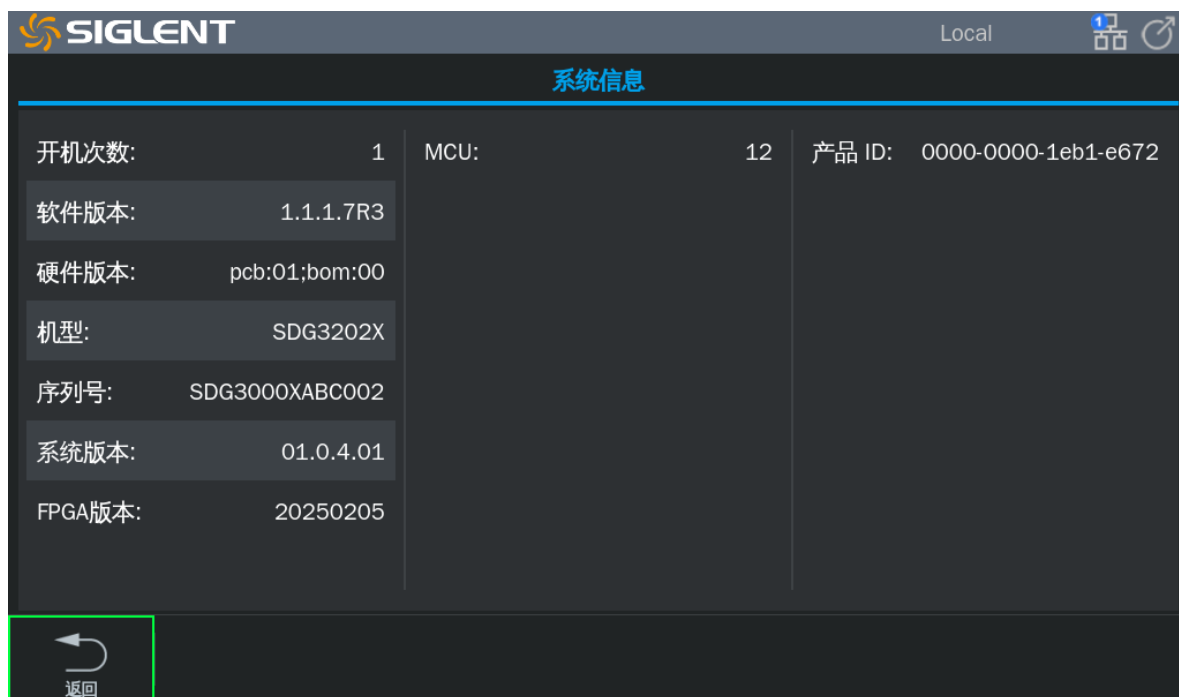 SIGLENT Local 1
系统信息
开机次数: 1 MCU: 12 产品 ID: 0000-0000-1eb1-e672
软件版本: 1.1.1.7R3
硬件版本: pcb:01;bom:00
机型: SDG3202X
序列号: SDG3000XABC002
系统版本: 01.0.4.01
FPGA版本: 20250205
返回